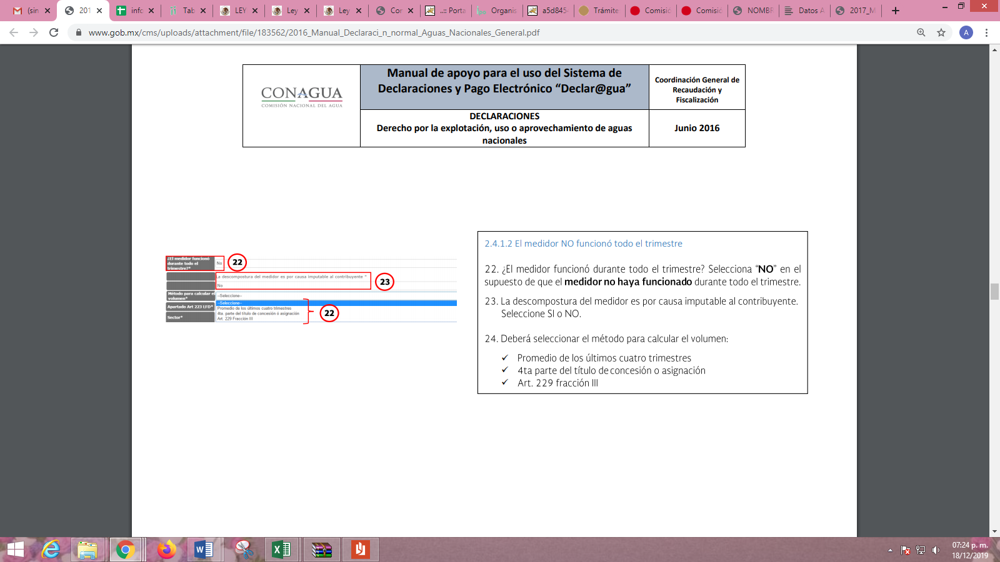 (sin
201
info
Tab
LEY
Ley
Ley
Cor
..:: Porta
Organis
a5d845
Trámite
Comisió
Comisió
NOMBR
Datos A
2017_M
www.gob.mx/cms/uploads/attachment/file/183562/2016_Manual_Declaraci_n_normal_Aguas_Nacionales_General.pdf
A
CONAGUA
COMISIÓN NACIONAL DEL AGUA
Manual de apoyo para el uso del Sistema de
Declaraciones y Pago Electrónico “Declar@gua”
Coordinación General de
Recaudación y
Fiscalización
DECLARACIONES
Derecho por la explotación, uso o aprovechamiento de aguas
nacionales
Junio 2016
¿El medidor funcionó
durante todo el
trimestre?*
No
22
La descompostura del medidor es por causa imputable al contribuyente *
No
23
Método para calcular el
volumen*
--Seleccione--
Apartado Art 223 LFD*
Sector*
--Seleccione--
Promedio de los últimos cuatro trimestres
4ta. parte del título de concesión ó asignación
Art. 229 Fracción III
22
2.4.1.2 El medidor NO funcionó todo el trimestre
22. ¿El medidor funcionó durante todo el trimestre? Selecciona “NO” en el
supuesto de que el medidor no haya funcionado durante todo el trimestre.
23. La descompostura del medidor es por causa imputable al contribuyente.
Seleccione SI o NO.
24. Deberá seleccionar el método para calcular el volumen:
✓ Promedio de los últimos cuatro trimestres
✓ 4ta parte del título de concesión o asignación
✓ Art. 229 fracción III
07:24 p. m.
18/12/2019